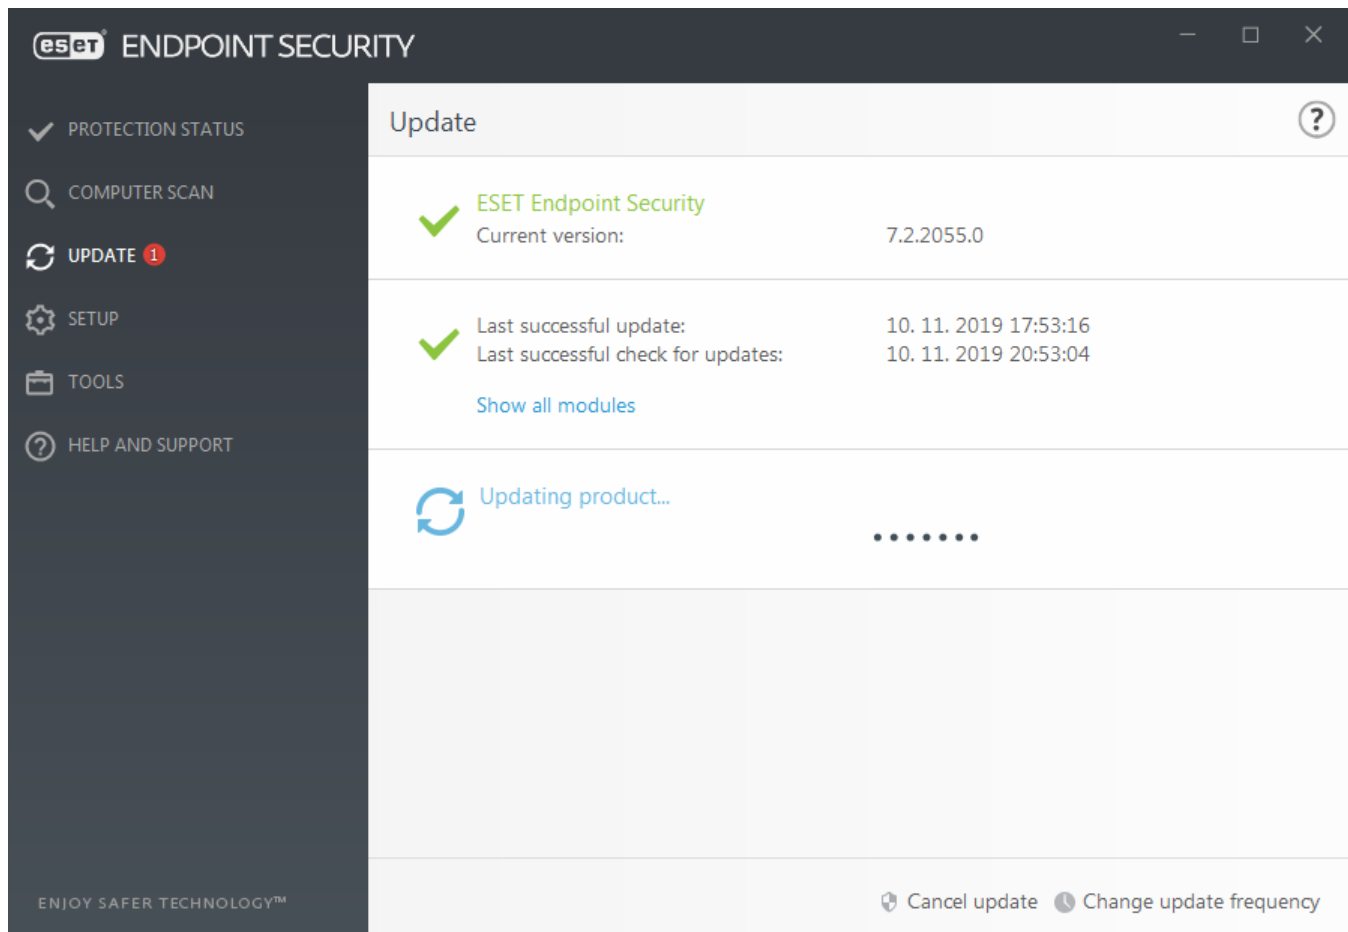 eset ENDPOINT SECURITY
PROTECTION STATUS
COMPUTER SCAN
UPDATE 1
SETUP
TOOLS
HELP AND SUPPORT
ENJOY SAFER TECHNOLOGY™
Update
?
ESET Endpoint Security
Current version: 7.2.2055.0
Last successful update: 10. 11. 2019 17:53:16
Last successful check for updates: 10. 11. 2019 20:53:04
Show all modules
Updating product...
Cancel update Change update frequency